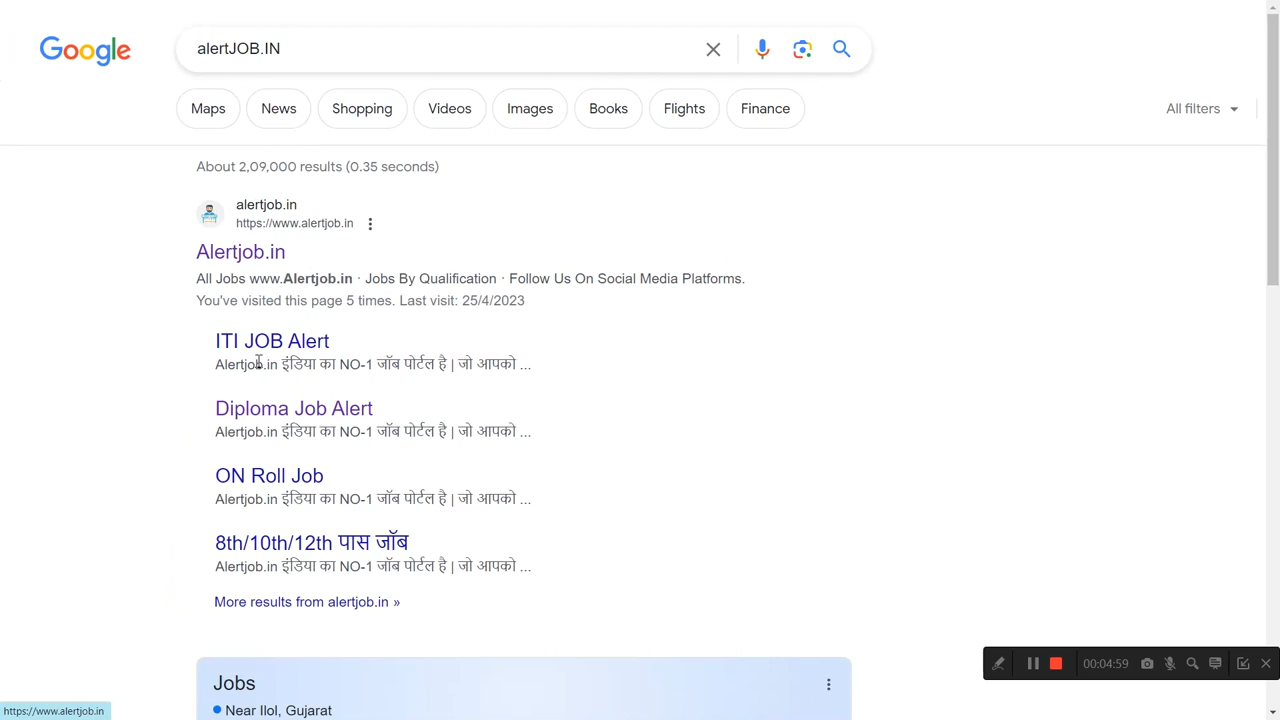 Google
alertJOB.IN
Maps
News
Shopping
Videos
Images
Books
Flights
Finance
All filters
About 2,09,000 results (0.35 seconds)
alertjob.in
https://www.alertjob.in
Alertjob.in
All Jobs www.Alertjob.in · Jobs By Qualification · Follow Us On Social Media Platforms.
You've visited this page 5 times. Last visit: 25/4/2023
ITI JOB Alert
Alertjob.in इंडिया का NO-1 जॉब पोर्टल है | जो आपको ...
Diploma Job Alert
Alertjob.in इंडिया का NO-1 जॉब पोर्टल है | जो आपको ...
ON Roll Job
Alertjob.in इंडिया का NO-1 जॉब पोर्टल है | जो आपको ...
8th/10th/12th पास जॉब
Alertjob.in इंडिया का NO-1 जॉब पोर्टल है | जो आपको ...
More results from alertjob.in »
Jobs
Near Ilol, Gujarat
00:04:59
https://www.alertjob.in